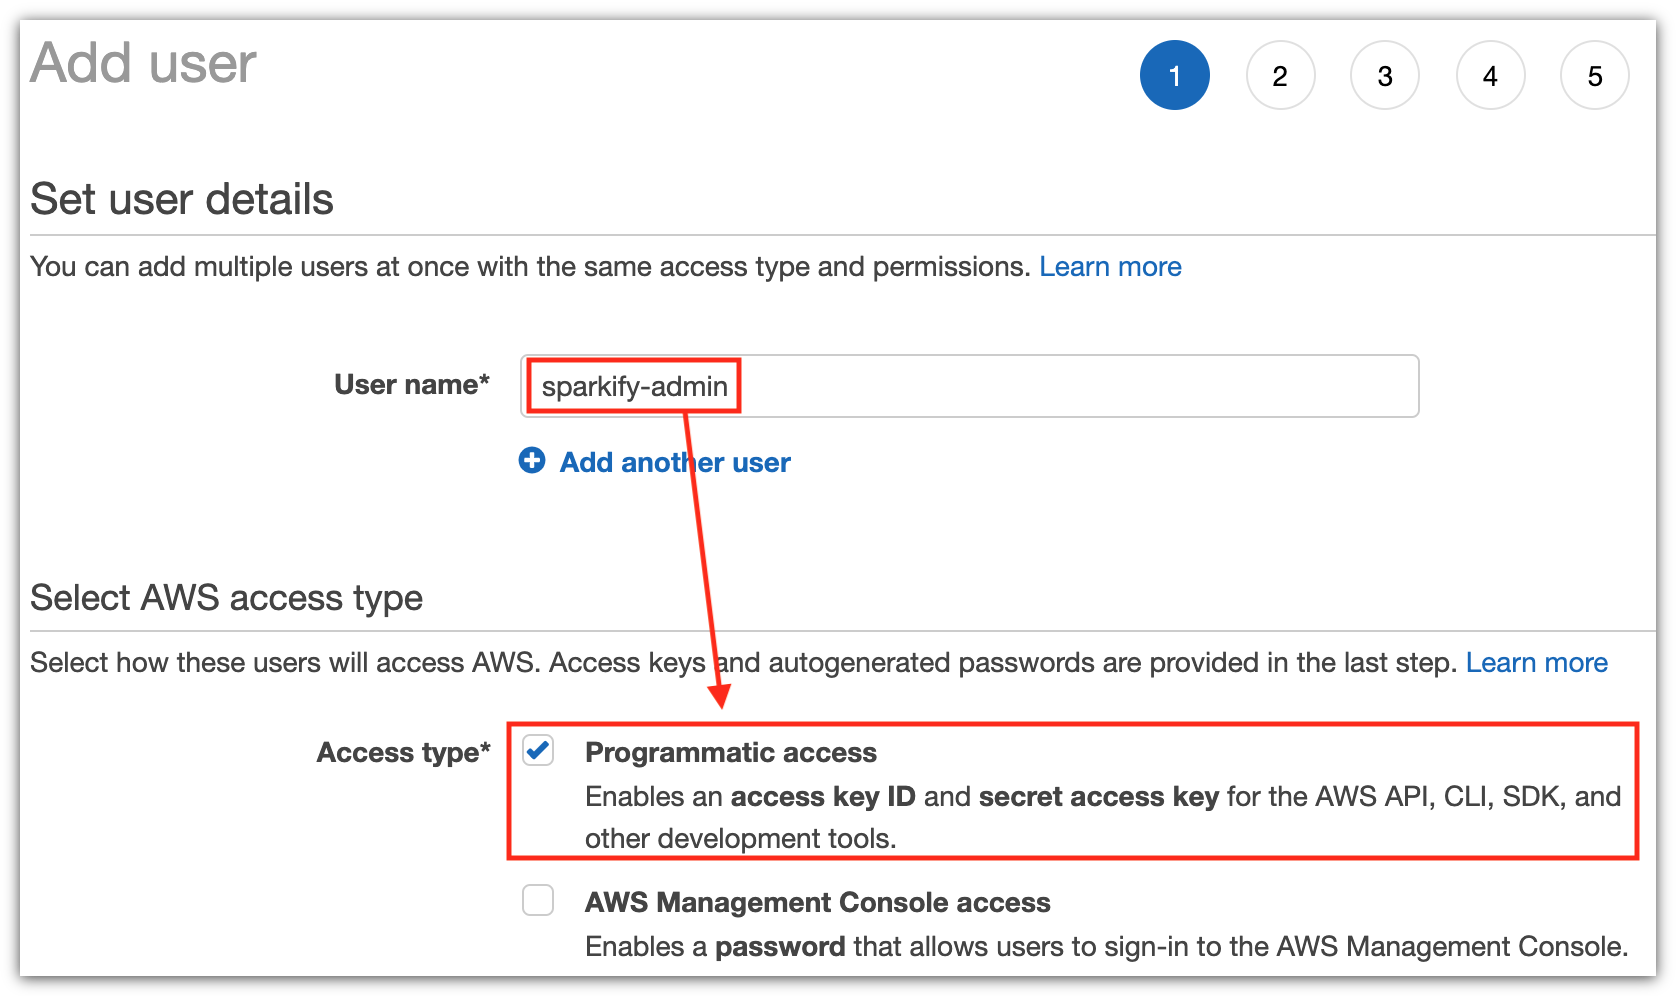 Add user
1 2 3 4 5
Set user details
You can add multiple users at once with the same access type and permissions. Learn more
User name* sparkify-admin
Add another user
Select AWS access type
Select how these users will access AWS. Access keys and autogenerated passwords are provided in the last step. Learn more
Access type* Programmatic access
Enables an access key ID and secret access key for the AWS API, CLI, SDK, and
other development tools.
AWS Management Console access
Enables a password that allows users to sign-in to the AWS Management Console.